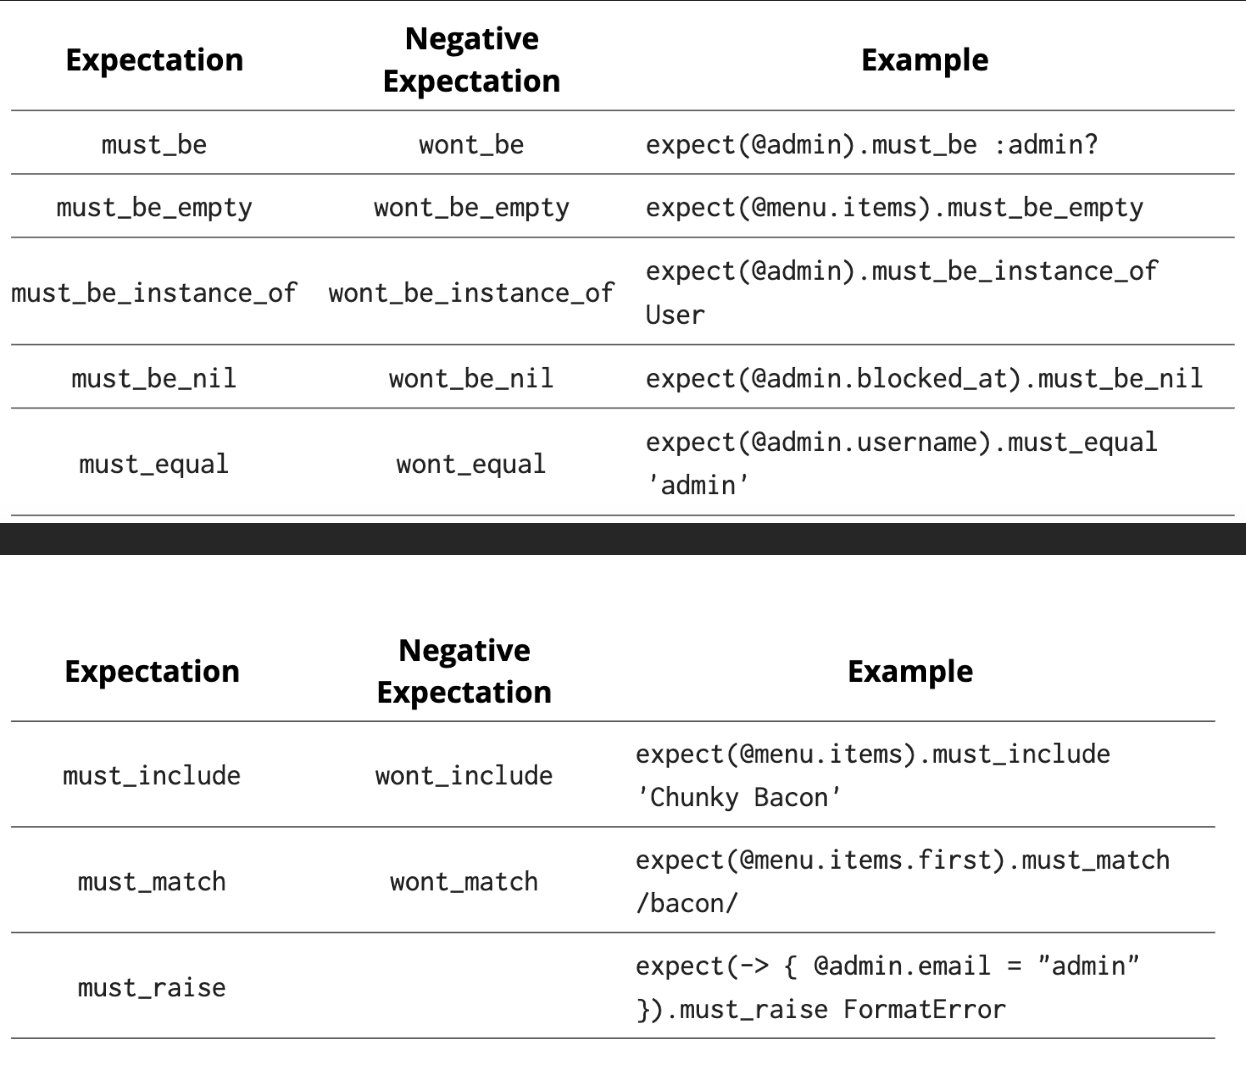 Expectation Negative Expectation Example
must_be wont_be expect(@admin).must_be :admin?
must_be_empty wont_be_empty expect(@menu.items).must_be_empty
must_be_instance_of wont_be_instance_of expect(@admin).must_be_instance_of
User
must_be_nil wont_be_nil expect(@admin.blocked_at).must_be_nil
must_equal wont_equal expect(@admin.username).must_equal
'admin'
Expectation Negative Expectation Example
must_include wont_include expect(@menu.items).must_include
'Chunky Bacon'
must_match wont_match expect(@menu.items.first).must_match
/bacon/
must_raise expect(-> { @admin.email = "admin"
}).must_raise FormatError